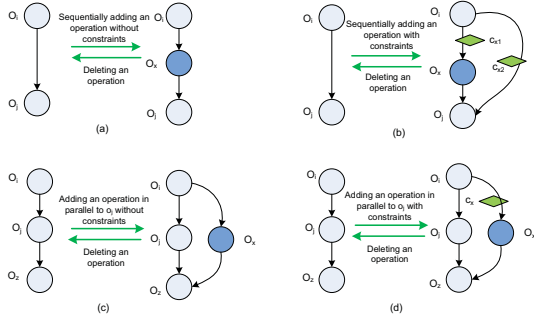 Oi
Oi
Sequentially adding an
operation without
constraints
Ox
Deleting an
operation
Oj
Oj
(a)
Oi
Oi
Sequentially adding an
operation with
constraints
cx1
Ox
cx2
Deleting an
operation
Oj
Oj
(b)
Oi
Oi
Adding an operation in
parallel to oj without
constraints
Oj
Oj
Ox
Deleting an
operation
Oz
Oz
(c)
Oi
Oi
cx
Adding an operation in
parallel to oj with
constraints
Oj
Oj
Ox
Deleting an
operation
Oz
Oz
(d)